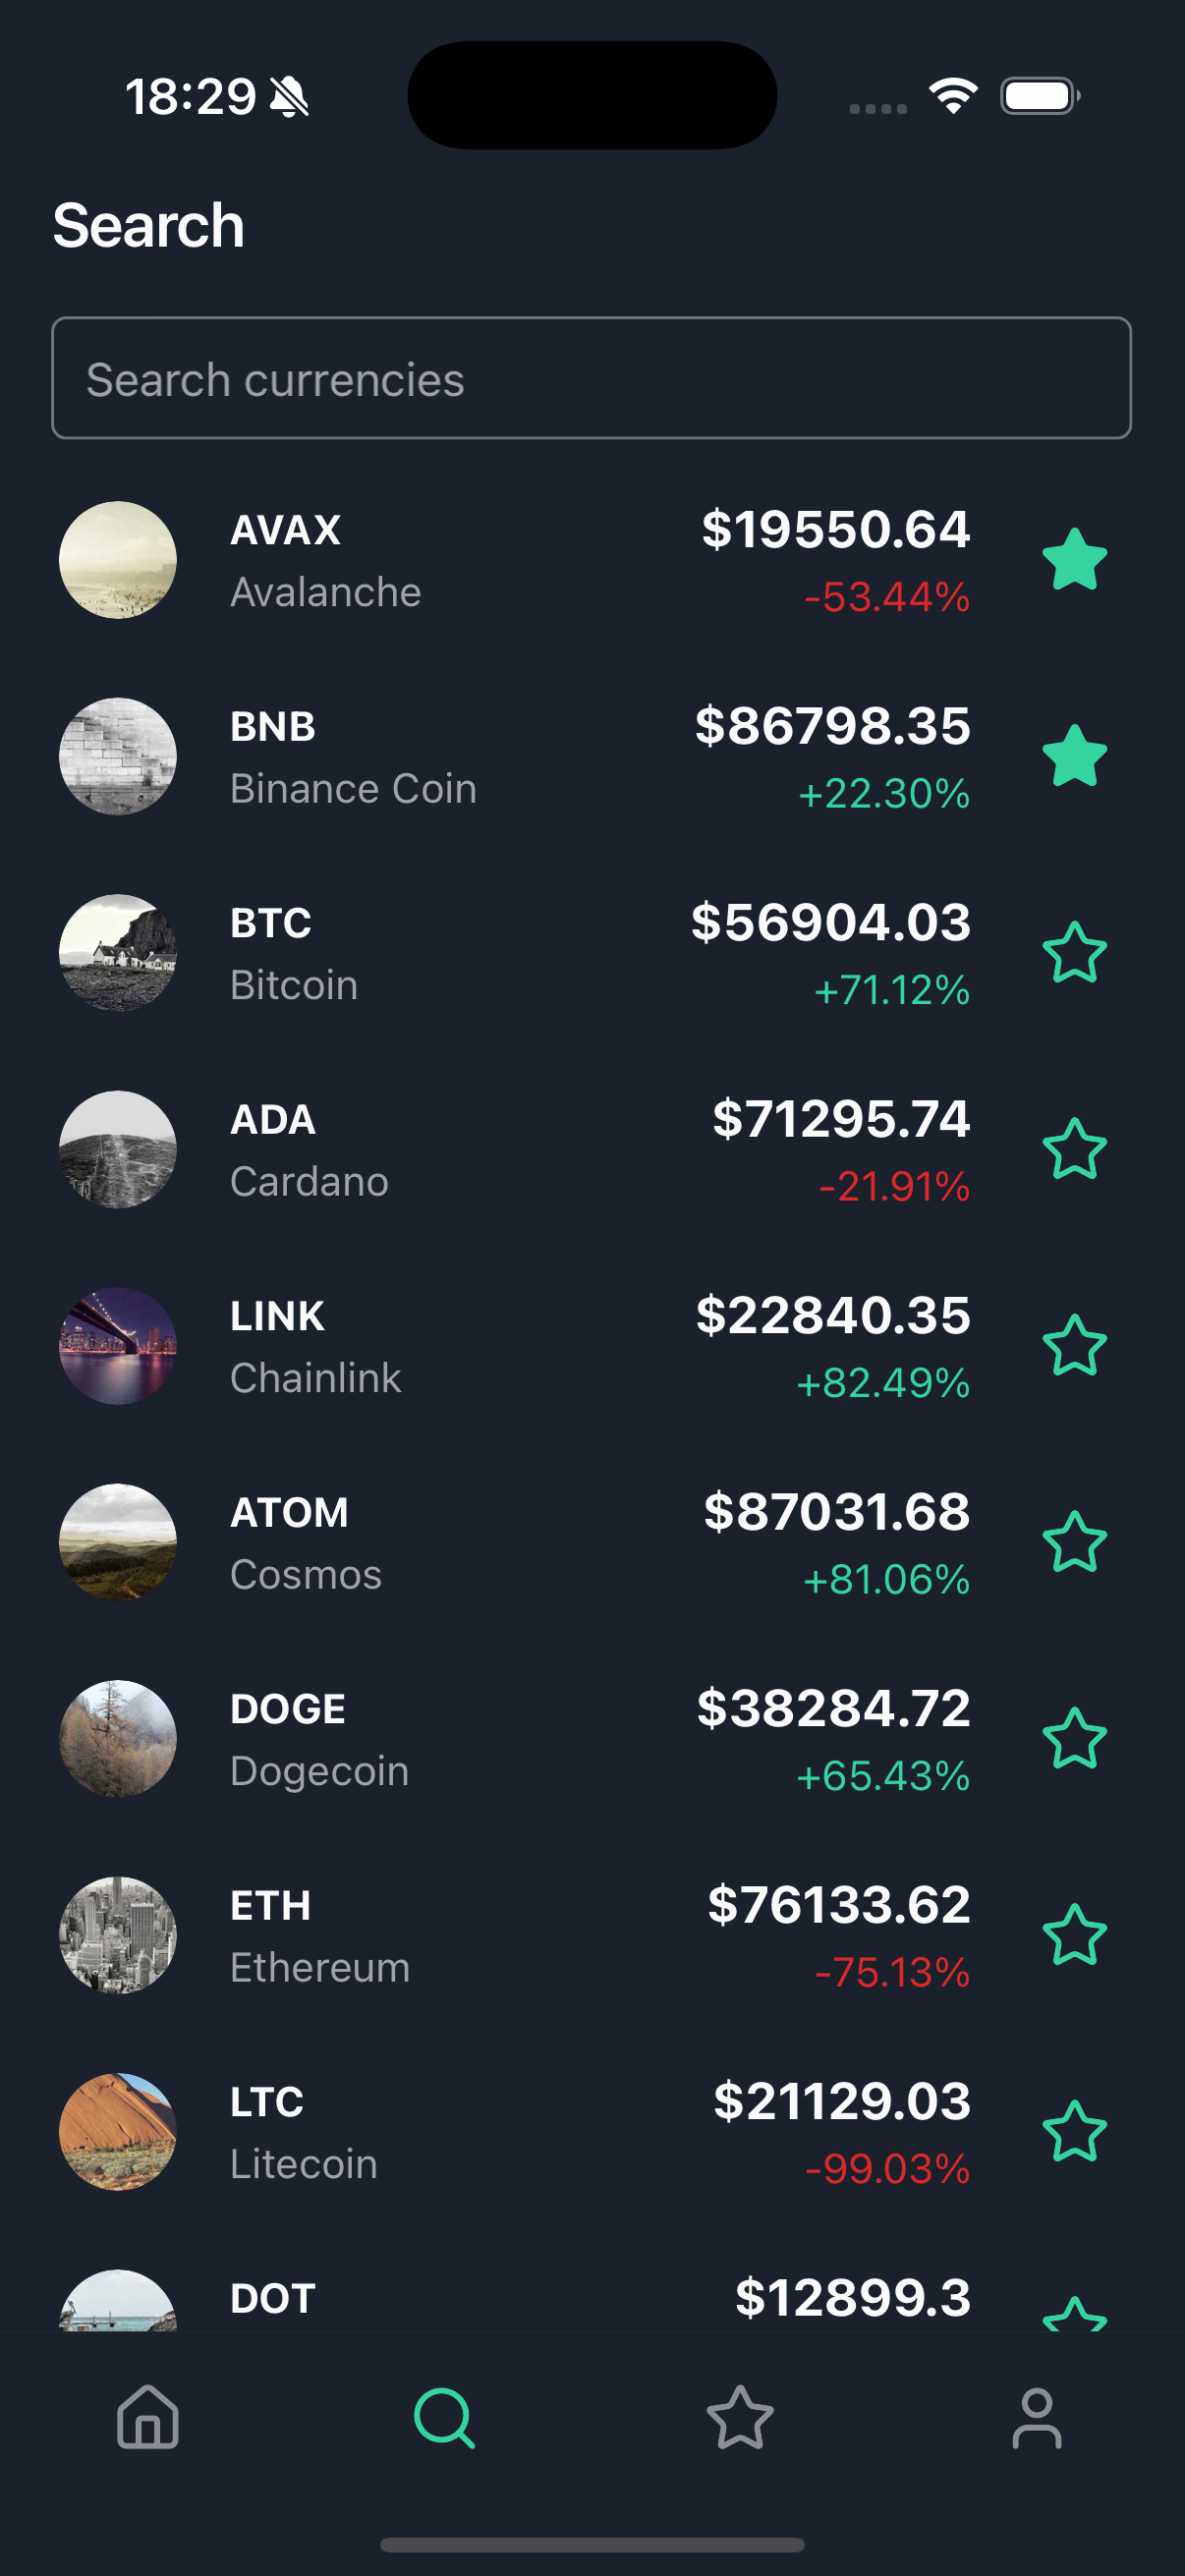 18:29
Search
Search currencies
AVAX
$19550.64
Avalanche
-53.44%
BNB
$86798.35
Binance Coin
+22.30%
BTC
$56904.03
Bitcoin
+71.12%
ADA
$71295.74
Cardano
-21.91%
LINK
$22840.35
Chainlink
+82.49%
ATOM
$87031.68
Cosmos
+81.06%
DOGE
$38284.72
Dogecoin
+65.43%
ETH
$76133.62
Ethereum
-75.13%
LTC
$21129.03
Litecoin
-99.03%
DOT
$12899.3